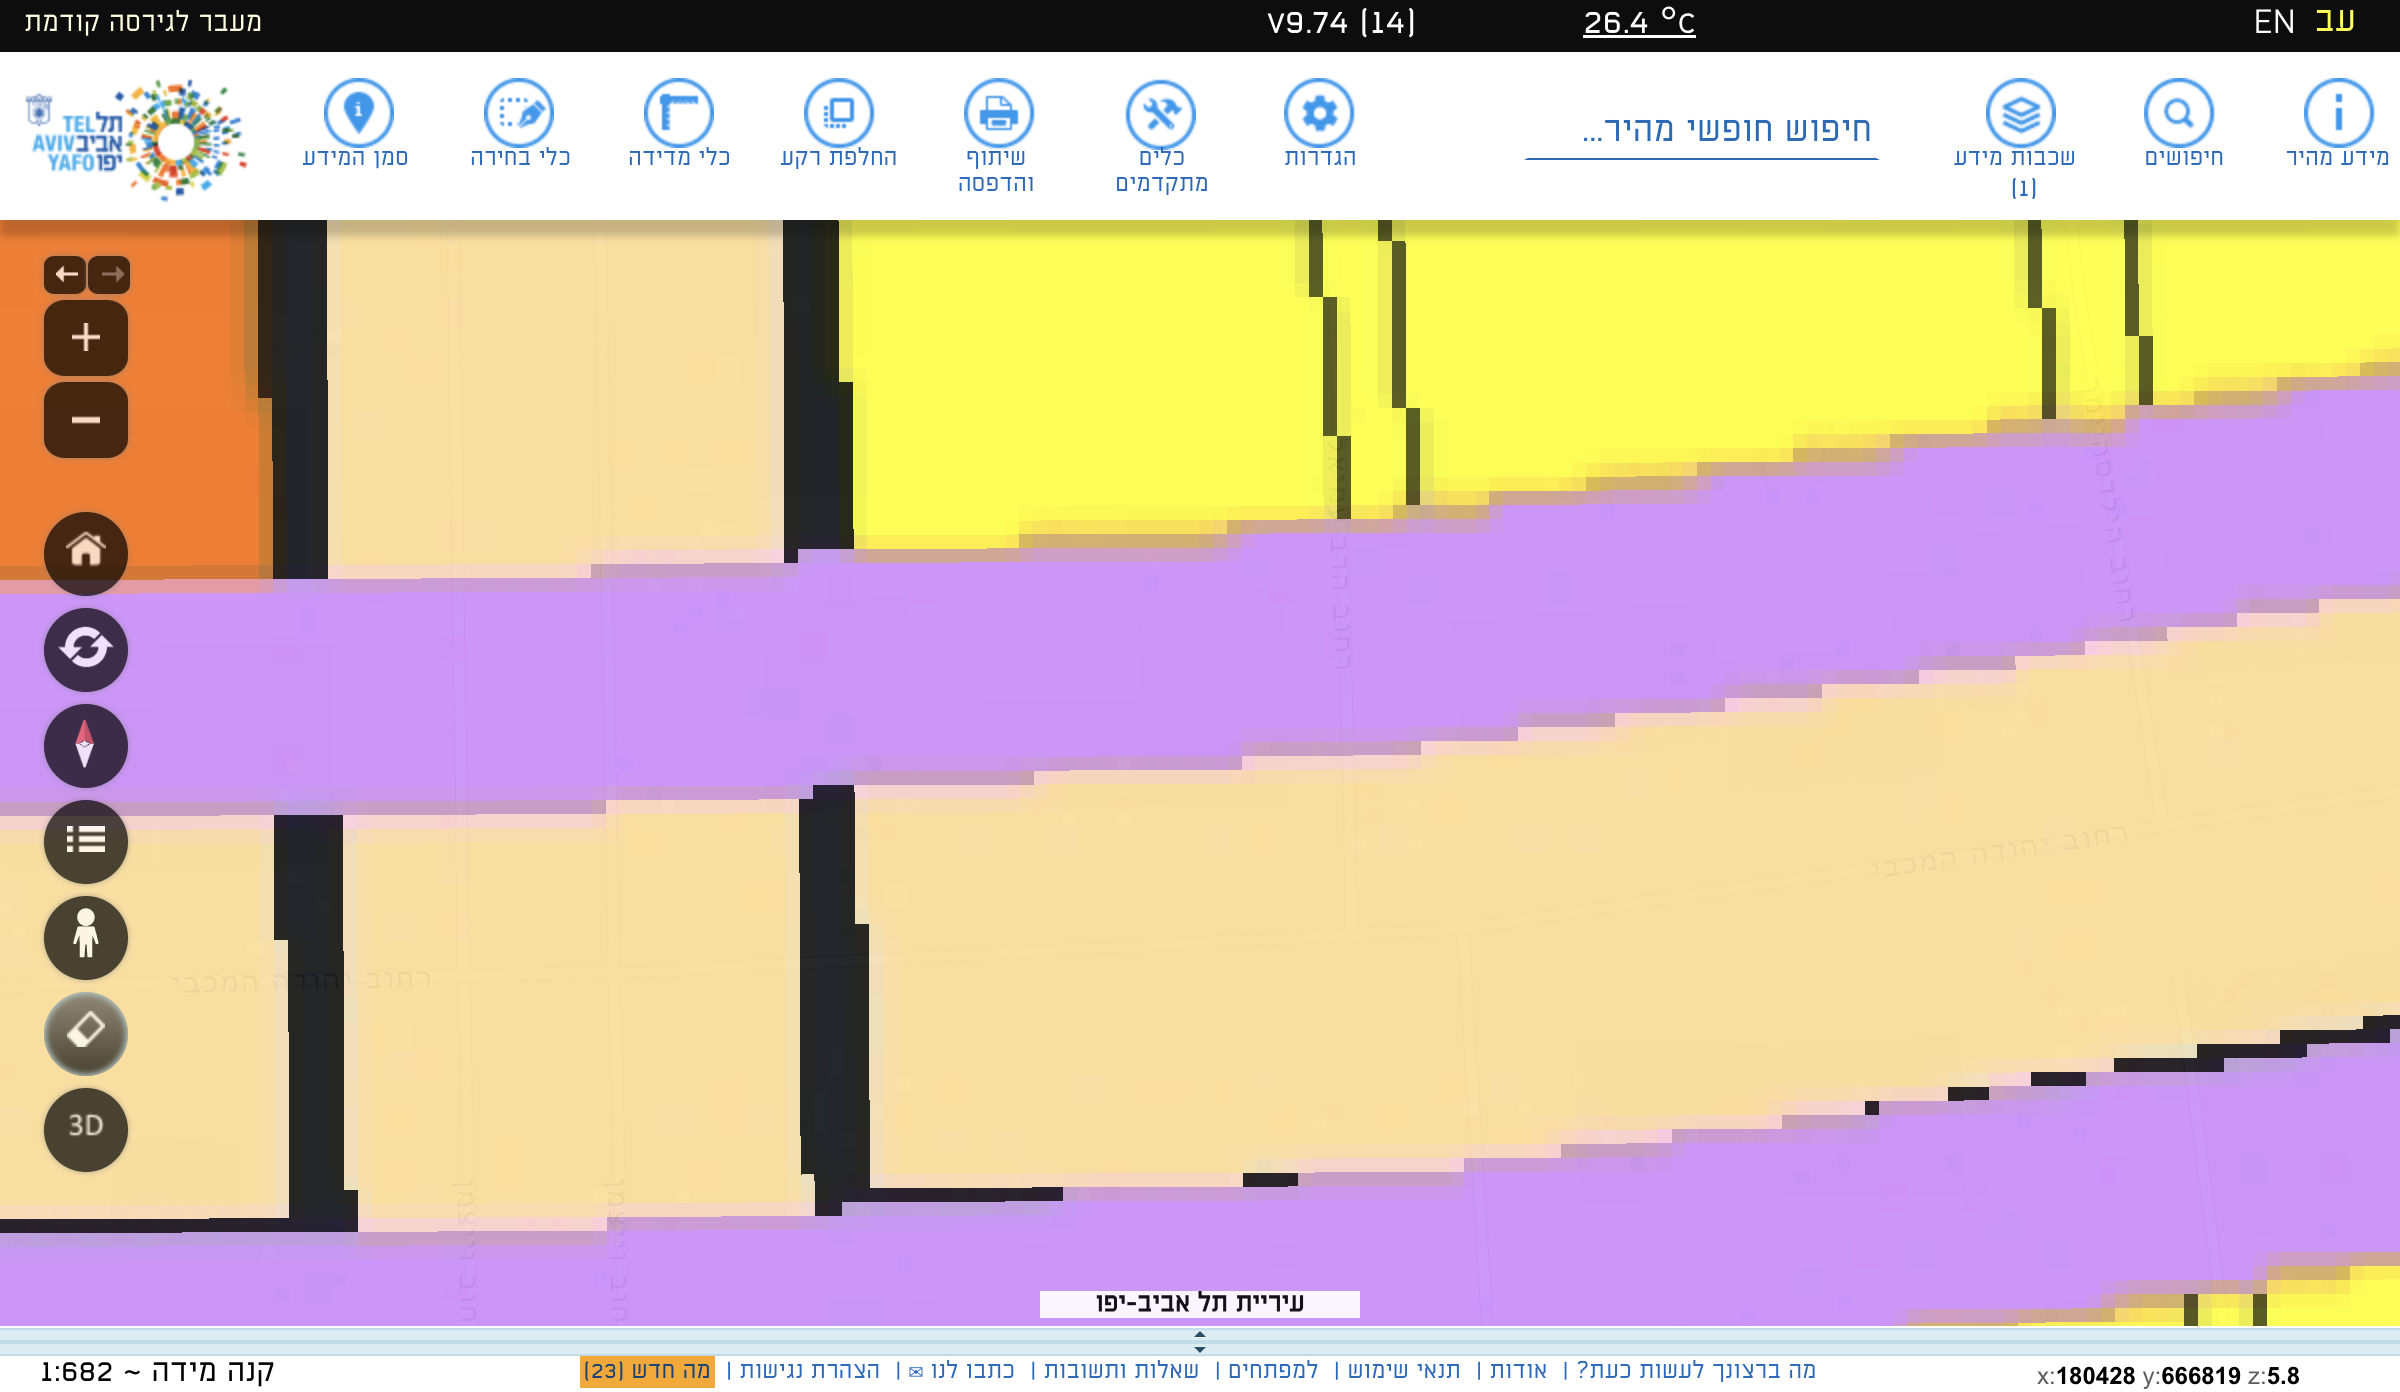 עב EN
26.4 °C
V9.74 (14)
מעבר לגירסה קודמת
מידע מהיר
חיפושים
שכבות מידע
(1)
חיפוש חופשי מהיר...
הגדרות
כלים
מתקדמים
שיתוף
והדפסה
החלפת רקע
כלי מדידה
כלי בחירה
סמן המידע
תל
אביב
יפו
TEL
AVIV
YAFO
רחוב יהודה המכבי
רחוב יהודה המכבי
3D
עיריית תל אביב-יפו
מה ברצונך לעשות כעת? | אודות | תנאי שימוש | למפתחים | שאלות ותשובות | כתבו לנו ✉ | הצהרת נגישות | מה חדש (23)
קנה מידה ~ 1:682
x:180428 y:666819 z:5.8